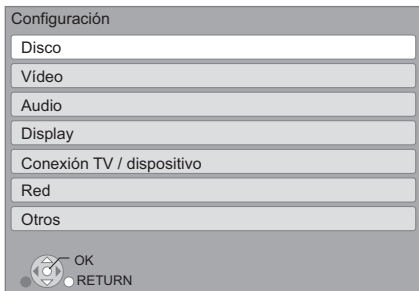 Configuración
Disco
Vídeo
Audio
Display
Conexión TV / dispositivo
Red
Otros
OK
RETURN